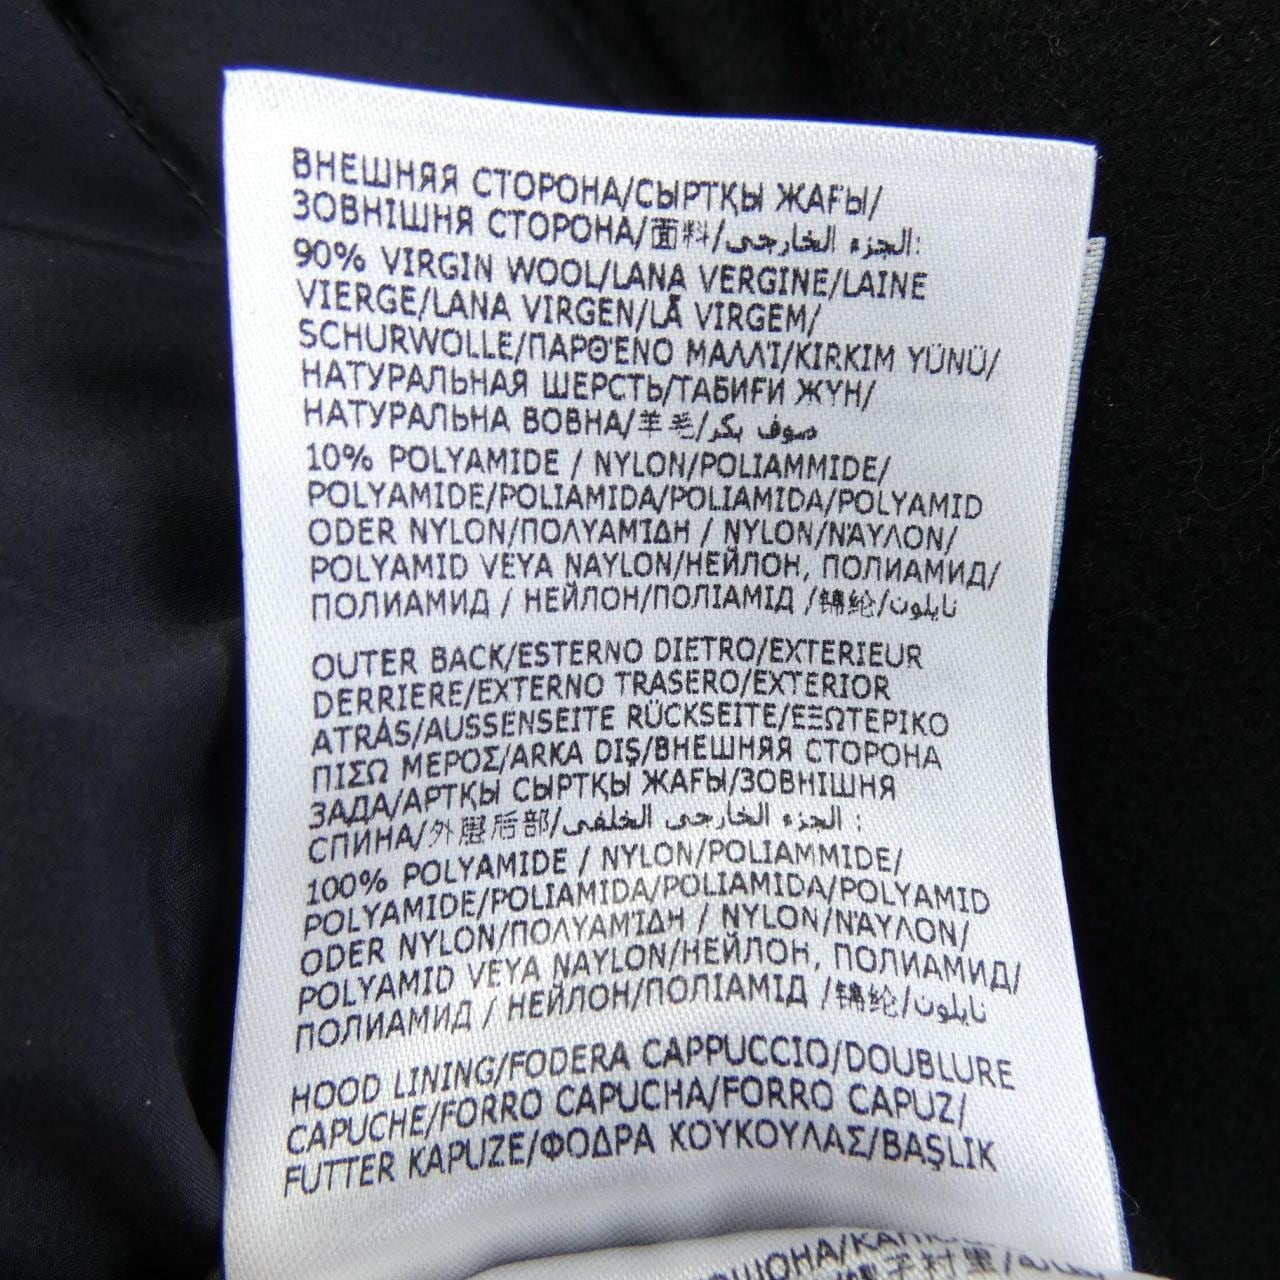 ВНЕШНЯЯ СТОРОНА/СЫРТҚЫ ЖАҒЫ/
ЗОВНІШНЯ СТОРОНА/面料/الجزء الخارجي:
90% VIRGIN WOOL/LANA VERGINE/LAINE
VIERGE/LANA VIRGEN/LÃ VIRGEM/
SCHURWOLLE/ΠΑΡΘΈΝΟ ΜΑΛΛΊ/KIRKIM YÜNÜ/
НАТУРАЛЬНАЯ ШЕРСТЬ/ТАБИҒИ ЖҮН/
НАТУРАЛЬНА ВОВНА/羊毛/صوف بكر
10% POLYAMIDE / NYLON/POLIAMMIDE/
POLYAMIDE/POLIAMIDA/POLIAMIDA/POLYAMID
ODER NYLON/ΠΟΛΥΑΜΊΔΗ / NYLON/ΝΆΥΛΟΝ/
POLYAMID VEYA NAYLON/НЕЙЛОН, ПОЛИАМИД/
ПОЛИАМИД / НЕЙЛОН/ПОЛІАМІД /锦纶/نايلون
OUTER BACK/ESTERNO DIETRO/EXTERIEUR
DERRIERE/EXTERNO TRASERO/EXTERIOR
ATRÁS/AUSSENSEITE RÜCKSEITE/ΕΞΩΤΕΡΙΚΟ
ΠΙΣΩ ΜΕΡΟΣ/ARKA DIŞ/ВНЕШНЯЯ СТОРОНА
ЗАДА/АРТҚЫ СЫРТҚЫ ЖАҒЫ/ЗОВНІШНЯ
СПИНА/外层后部/الجزء الخارجي الخلفي :
100% POLYAMIDE / NYLON/POLIAMMIDE/
POLYAMIDE/POLIAMIDA/POLIAMIDA/POLYAMID
ODER NYLON/ΠΟΛΥΑΜΊΔΗ / NYLON/ΝΆΥΛΟΝ/
POLYAMID VEYA NAYLON/НЕЙЛОН, ПОЛИАМИД/
ПОЛИАМИД / НЕЙЛОН/ПОЛІАМІД /锦纶/نايلون
HOOD LINING/FODERA CAPPUCCIO/DOUBLURE
CAPUCHE/FORRO CAPUCHA/FORRO CAPUZ/
FUTTER KAPUZE/ΦΟΔΡΑ ΚΟΥΚΟΥΛΑΣ/BAŞLIK